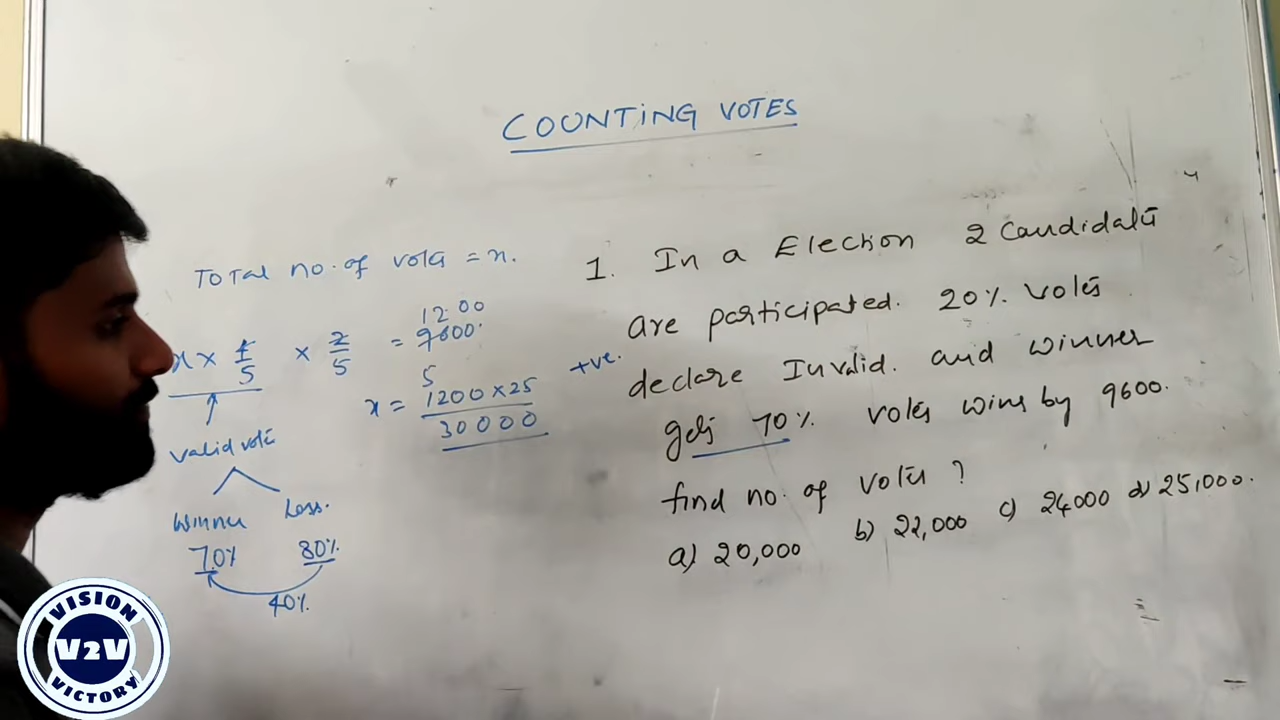 COUNTING VOTES
Total no. of votes = x.
x × 4/5 × 2/5 = 9600
1200
5
x = 1200 × 25
30000
+ve.
valid vote
Winner Loss.
70% 30%
40%
1. In a Election 2 Candidate
are participated. 20% Votes
declare Invalid. and winner
gets 70% votes wins by 9600.
find no. of votes ?
a) 20,000 b) 22,000 c) 24000 d) 25,000.
VISION
V2V
VICTORY